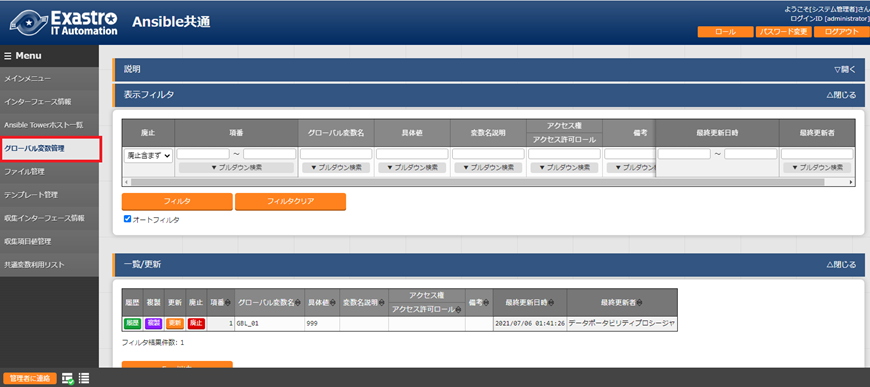 Exastro
IT Automation
Ansible共通
ようこそ[システム管理者]さん
ログインID [administrator]
ロール
パスワード変更
ログアウト
Menu
メインメニュー
インターフェース情報
Ansible Towerホスト一覧
グローバル変数管理
ファイル管理
テンプレート管理
収集インターフェース情報
収集項目値管理
共通変数利用リスト
説明
▽開く
表示フィルタ
△閉じる
廃止 項番 グローバル変数名 具体値 変数名説明 アクセス権 備考 最終更新日時 最終更新者
アクセス許可ロール
廃止含まず ～ ～
▼ プルダウン検索 ▼ プルダウン検索 ▼ プルダウン検索 ▼ プルダウン検索 ▼ プルダウン検索 ▼ プルダウン ▼ プルダウン検索
フィルタ
フィルタクリア
オートフィルタ
一覧/更新
△閉じる
履歴 複製 更新 廃止 項番 グローバル変数名 具体値 変数名説明 アクセス権 備考 最終更新日時 最終更新者
アクセス許可ロール
履歴 複製 更新 廃止 1 GBL_01 999 2021/07/06 01:41:26 データポータビリティプロシージャ
フィルタ結果件数: 1
管理者に連絡